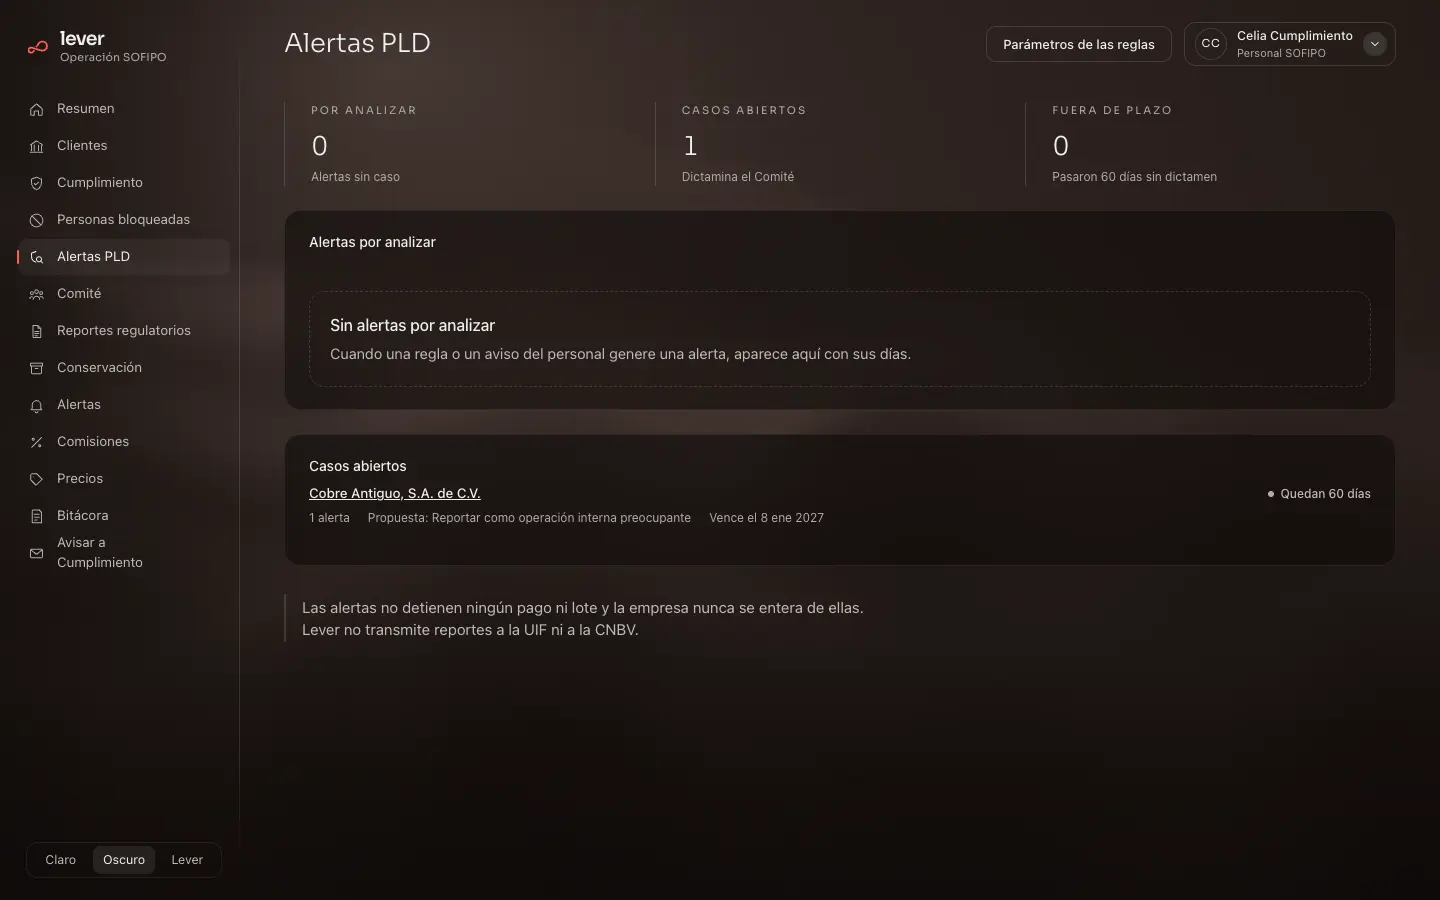 lever
Operación SOFIPO
Resumen
Clientes
Cumplimiento
Personas bloqueadas
Alertas PLD
Comité
Reportes regulatorios
Conservación
Alertas
Comisiones
Precios
Bitácora
Avisar a
Cumplimiento
Claro
Oscuro
Lever
Alertas PLD
Parámetros de las reglas
CC
Celia Cumplimiento
Personal SOFIPO
POR ANALIZAR
0
Alertas sin caso
CASOS ABIERTOS
1
Dictamina el Comité
FUERA DE PLAZO
0
Pasaron 60 días sin dictamen
Alertas por analizar
Sin alertas por analizar
Cuando una regla o un aviso del personal genere una alerta, aparece aquí con sus días.
Casos abiertos
Cobre Antiguo, S.A. de C.V.
Quedan 60 días
1 alerta Propuesta: Reportar como operación interna preocupante Vence el 8 ene 2027
Las alertas no detienen ningún pago ni lote y la empresa nunca se entera de ellas.
Lever no transmite reportes a la UIF ni a la CNBV.